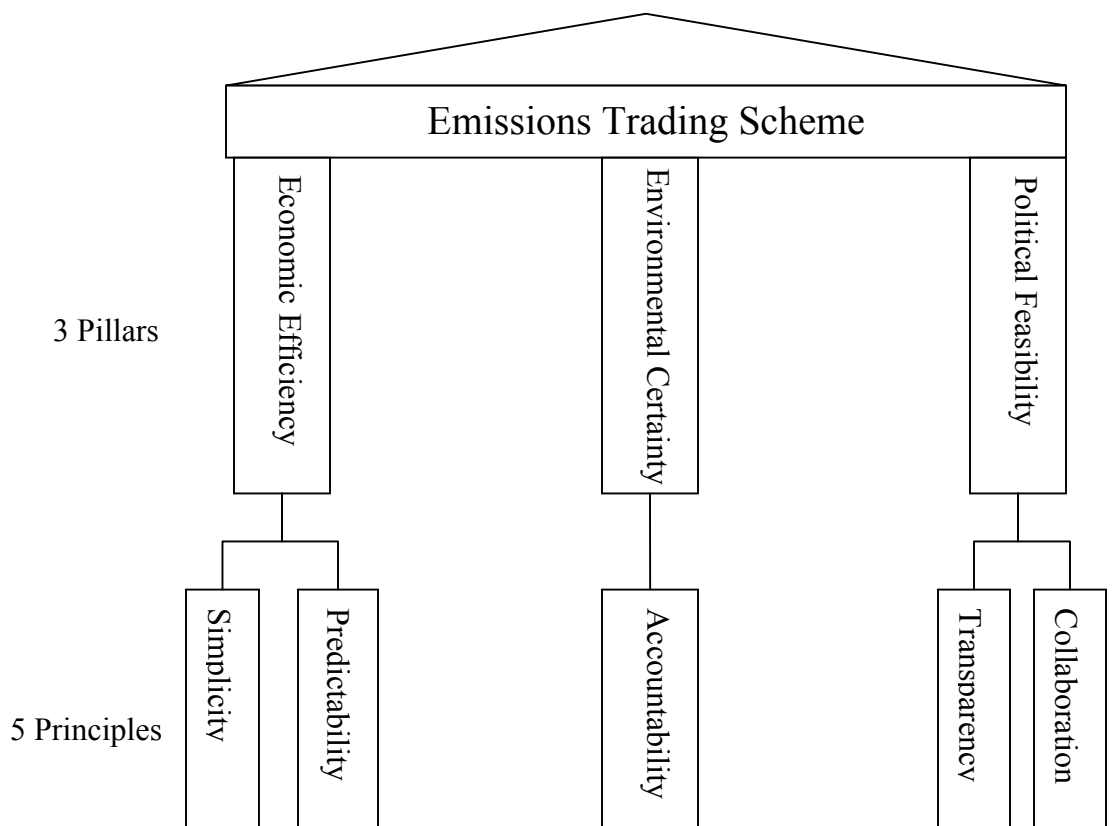 Emissions Trading Scheme
3 Pillars
Economic Efficiency
Environmental Certainty
Political Feasibility
5 Principles
Simplicity
Predictability
Accountability
Transparency
Collaboration